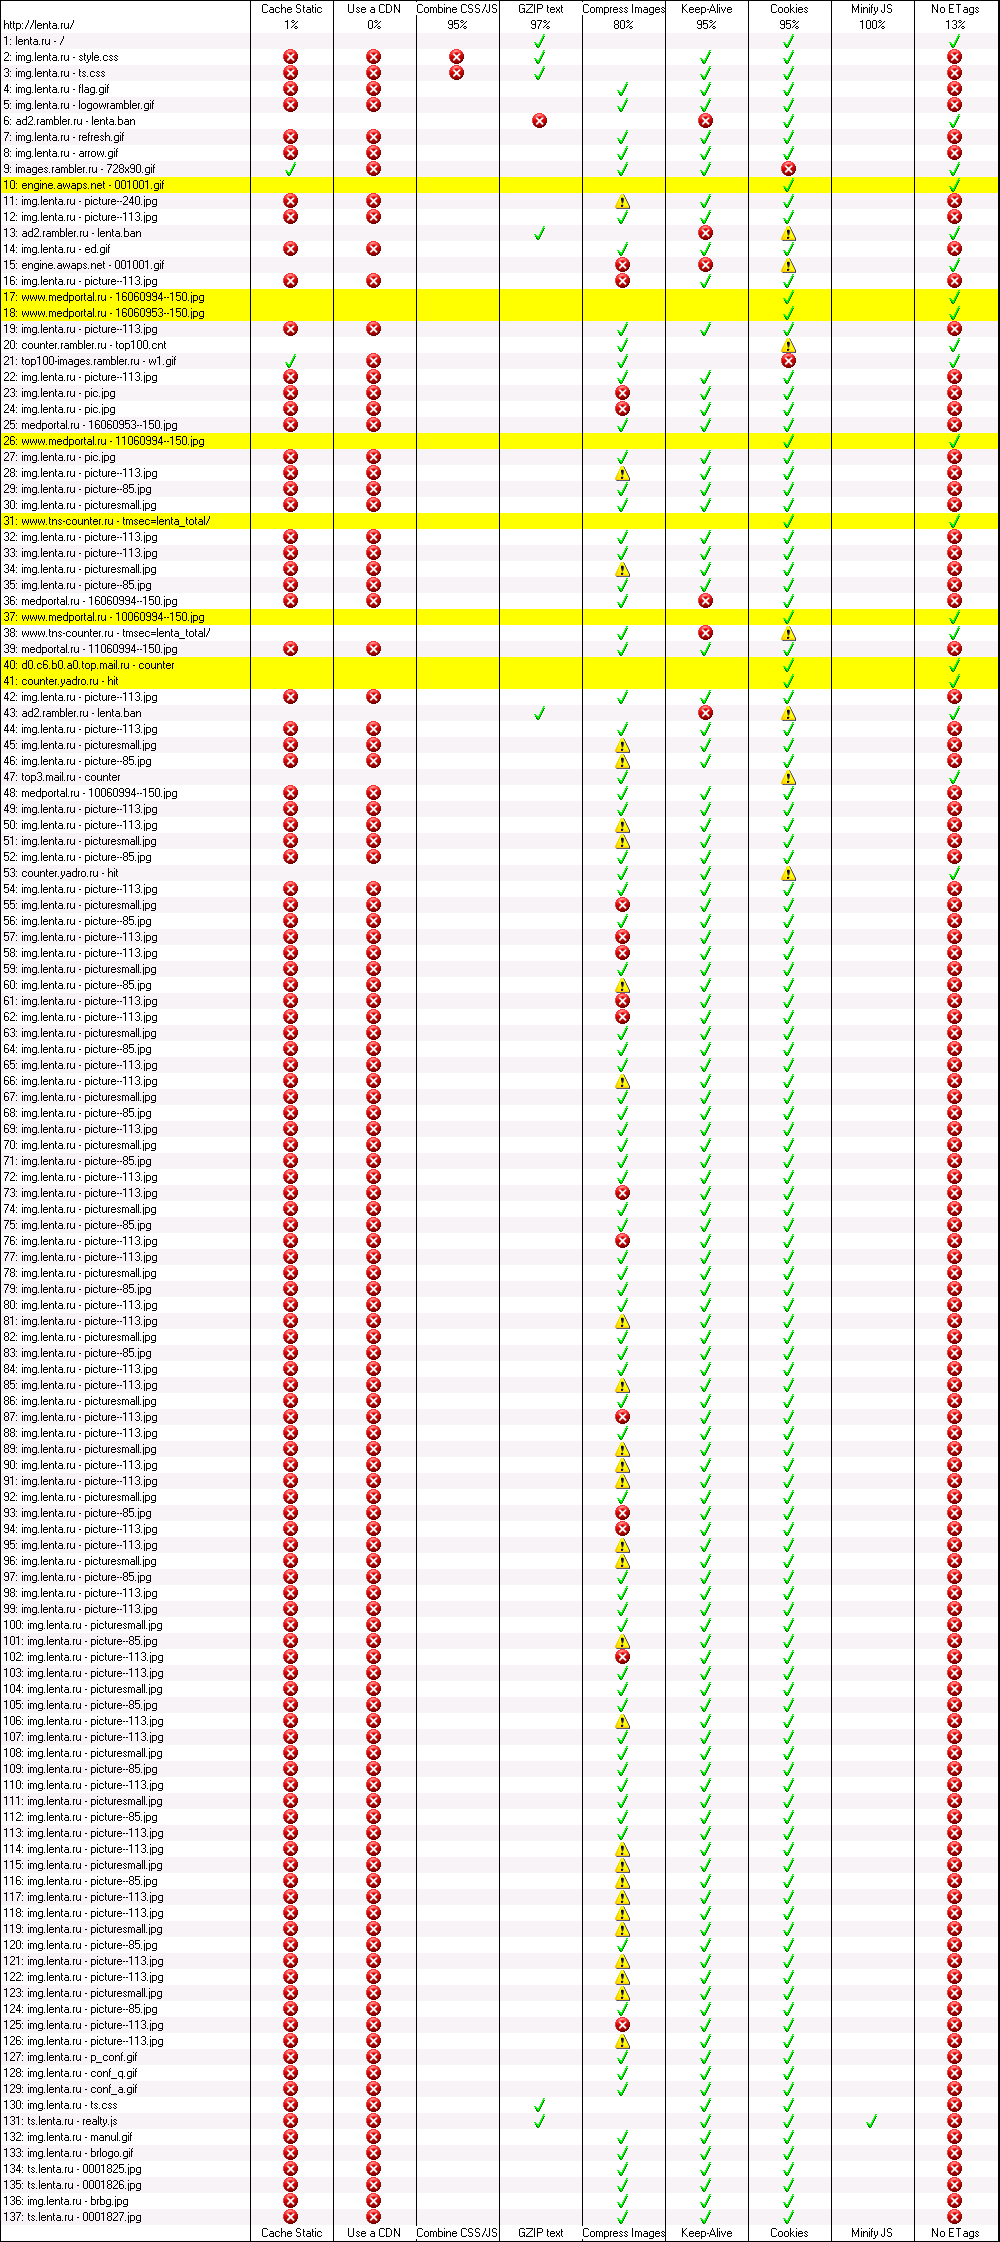 Cache Static Use a CDN Combine CSS/JS GZIP text Compress Images Keep-Alive Cookies Minify JS No ETags
http://lenta.ru/ 1% 0% 95% 97% 80% 95% 95% 100% 13%
1: lenta.ru - /
2: img.lenta.ru - style.css
3: img.lenta.ru - ts.css
4: img.lenta.ru - flag.gif
5: img.lenta.ru - logowrambler.gif
6: ad2.rambler.ru - lenta.ban
7: img.lenta.ru - refresh.gif
8: img.lenta.ru - arrow.gif
9: images.rambler.ru - 728x90.gif
10: engine.awaps.net - 001001.gif
11: img.lenta.ru - picture--240.jpg
12: img.lenta.ru - picture--113.jpg
13: ad2.rambler.ru - lenta.ban
14: img.lenta.ru - ed.gif
15: engine.awaps.net - 001001.gif
16: img.lenta.ru - picture--113.jpg
17: www.medportal.ru - 16060994--150.jpg
18: www.medportal.ru - 16060953--150.jpg
19: img.lenta.ru - picture--113.jpg
20: counter.rambler.ru - top100.cnt
21: top100-images.rambler.ru - w1.gif
22: img.lenta.ru - picture--113.jpg
23: img.lenta.ru - pic.jpg
24: img.lenta.ru - pic.jpg
25: medportal.ru - 16060953--150.jpg
26: www.medportal.ru - 11060994--150.jpg
27: img.lenta.ru - pic.jpg
28: img.lenta.ru - picture--113.jpg
29: img.lenta.ru - picture--85.jpg
30: img.lenta.ru - picturesmall.jpg
31: www.tns-counter.ru - tmsec=lenta_total/
32: img.lenta.ru - picture--113.jpg
33: img.lenta.ru - picture--113.jpg
34: img.lenta.ru - picturesmall.jpg
35: img.lenta.ru - picture--85.jpg
36: medportal.ru - 16060994--150.jpg
37: www.medportal.ru - 10060994--150.jpg
38: www.tns-counter.ru - tmsec=lenta_total/
39: medportal.ru - 11060994--150.jpg
40: d0.c6.b0.a0.top.mail.ru - counter
41: counter.yadro.ru - hit
42: img.lenta.ru - picture--113.jpg
43: ad2.rambler.ru - lenta.ban
44: img.lenta.ru - picture--113.jpg
45: img.lenta.ru - picturesmall.jpg
46: img.lenta.ru - picture--85.jpg
47: top3.mail.ru - counter
48: medportal.ru - 10060994--150.jpg
49: img.lenta.ru - picture--113.jpg
50: img.lenta.ru - picture--113.jpg
51: img.lenta.ru - picturesmall.jpg
52: img.lenta.ru - picture--85.jpg
53: counter.yadro.ru - hit
54: img.lenta.ru - picture--113.jpg
55: img.lenta.ru - picturesmall.jpg
56: img.lenta.ru - picture--85.jpg
57: img.lenta.ru - picture--113.jpg
58: img.lenta.ru - picture--113.jpg
59: img.lenta.ru - picturesmall.jpg
60: img.lenta.ru - picture--85.jpg
61: img.lenta.ru - picture--113.jpg
62: img.lenta.ru - picture--113.jpg
63: img.lenta.ru - picturesmall.jpg
64: img.lenta.ru - picture--85.jpg
65: img.lenta.ru - picture--113.jpg
66: img.lenta.ru - picture--113.jpg
67: img.lenta.ru - picturesmall.jpg
68: img.lenta.ru - picture--85.jpg
69: img.lenta.ru - picture--113.jpg
70: img.lenta.ru - picturesmall.jpg
71: img.lenta.ru - picture--85.jpg
72: img.lenta.ru - picture--113.jpg
73: img.lenta.ru - picture--113.jpg
74: img.lenta.ru - picturesmall.jpg
75: img.lenta.ru - picture--85.jpg
76: img.lenta.ru - picture--113.jpg
77: img.lenta.ru - picture--113.jpg
78: img.lenta.ru - picturesmall.jpg
79: img.lenta.ru - picture--85.jpg
80: img.lenta.ru - picture--113.jpg
81: img.lenta.ru - picture--113.jpg
82: img.lenta.ru - picturesmall.jpg
83: img.lenta.ru - picture--85.jpg
84: img.lenta.ru - picture--113.jpg
85: img.lenta.ru - picture--113.jpg
86: img.lenta.ru - picturesmall.jpg
87: img.lenta.ru - picture--113.jpg
88: img.lenta.ru - picture--113.jpg
89: img.lenta.ru - picturesmall.jpg
90: img.lenta.ru - picture--113.jpg
91: img.lenta.ru - picture--113.jpg
92: img.lenta.ru - picturesmall.jpg
93: img.lenta.ru - picture--85.jpg
94: img.lenta.ru - picture--113.jpg
95: img.lenta.ru - picture--113.jpg
96: img.lenta.ru - picturesmall.jpg
97: img.lenta.ru - picture--85.jpg
98: img.lenta.ru - picture--113.jpg
99: img.lenta.ru - picture--113.jpg
100: img.lenta.ru - picturesmall.jpg
101: img.lenta.ru - picture--85.jpg
102: img.lenta.ru - picture--113.jpg
103: img.lenta.ru - picture--113.jpg
104: img.lenta.ru - picturesmall.jpg
105: img.lenta.ru - picture--85.jpg
106: img.lenta.ru - picture--113.jpg
107: img.lenta.ru - picture--113.jpg
108: img.lenta.ru - picturesmall.jpg
109: img.lenta.ru - picture--85.jpg
110: img.lenta.ru - picture--113.jpg
111: img.lenta.ru - picturesmall.jpg
112: img.lenta.ru - picture--85.jpg
113: img.lenta.ru - picture--113.jpg
114: img.lenta.ru - picture--113.jpg
115: img.lenta.ru - picturesmall.jpg
116: img.lenta.ru - picture--85.jpg
117: img.lenta.ru - picture--113.jpg
118: img.lenta.ru - picture--113.jpg
119: img.lenta.ru - picturesmall.jpg
120: img.lenta.ru - picture--85.jpg
121: img.lenta.ru - picture--113.jpg
122: img.lenta.ru - picture--113.jpg
123: img.lenta.ru - picturesmall.jpg
124: img.lenta.ru - picture--85.jpg
125: img.lenta.ru - picture--113.jpg
126: img.lenta.ru - picture--113.jpg
127: img.lenta.ru - p_conf.gif
128: img.lenta.ru - conf_q.gif
129: img.lenta.ru - conf_a.gif
130: img.lenta.ru - ts.css
131: ts.lenta.ru - realty.js
132: img.lenta.ru - manul.gif
133: img.lenta.ru - brlogo.gif
134: ts.lenta.ru - 0001825.jpg
135: ts.lenta.ru - 0001826.jpg
136: img.lenta.ru - brbg.jpg
137: ts.lenta.ru - 0001827.jpg
Cache Static Use a CDN Combine CSS/JS GZIP text Compress Images Keep-Alive Cookies Minify JS No ETags